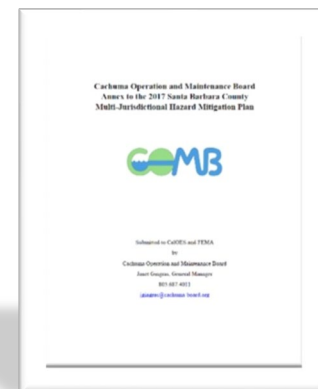 Cachuma Operation and Maintenance Board
Annex to the 2017 Santa Barbara County
Multi-Jurisdictional Hazard Mitigation Plan
COMB
Submitted to CalOES and FEMA
by
Cachuma Operation and Maintenance Board
Janet Gingras, General Manager